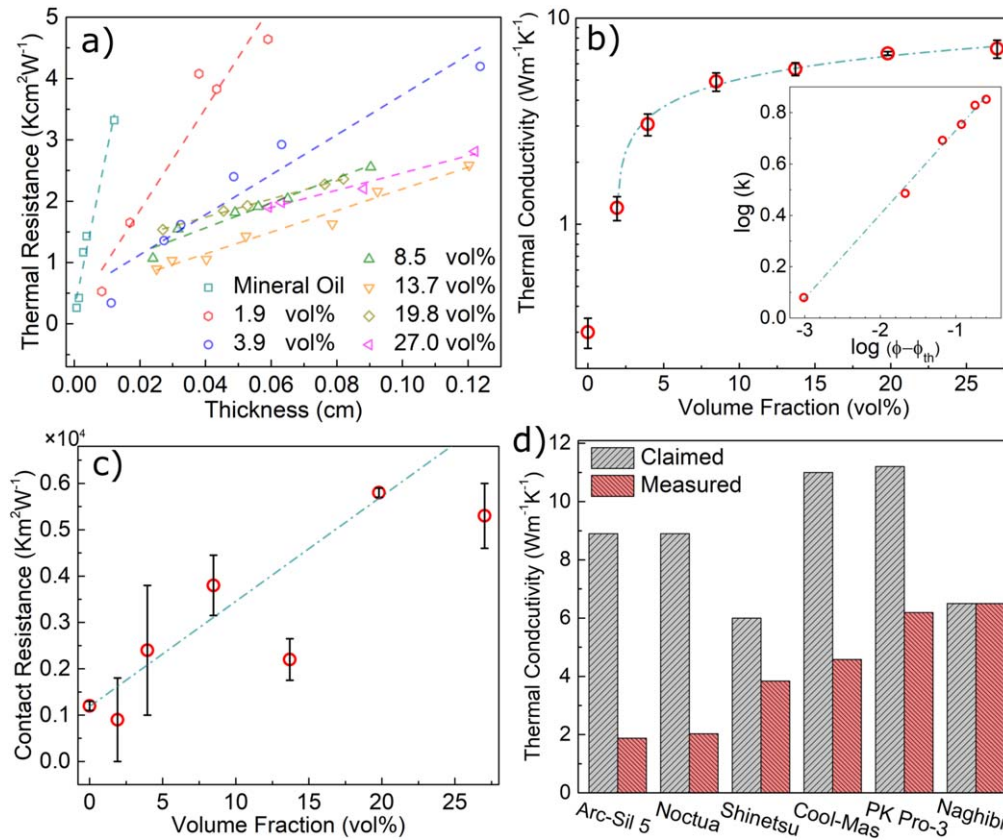 a)
Thermal Resistance (Kcm²W⁻¹)
5
4
3
2
1
0
0.00 0.02 0.04 0.06 0.08 0.10 0.12
Thickness (cm)
Mineral Oil
1.9 vol%
3.9 vol%
8.5 vol%
13.7 vol%
19.8 vol%
27.0 vol%
b)
Thermal Conductivity (Wm⁻¹K⁻¹)
10
1
0 5 10 15 20 25
Volume Fraction (vol%)
log (k)
0.8
0.6
0.4
0.2
0.0
-3 -2 -1
log (ϕ−ϕth)
c)
×10⁴
Contact Resistance (Km²W⁻¹)
0.6
0.5
0.4
0.3
0.2
0.1
0.0
0 5 10 15 20 25
Volume Fraction (vol%)
d)
Thermal Condcutivity (Wm⁻¹K⁻¹)
12
10
8
6
4
2
0
Claimed
Measured
Arc-Sil 5 Noctua Shinetsu Cool-Mas PK Pro-3 Naghibi